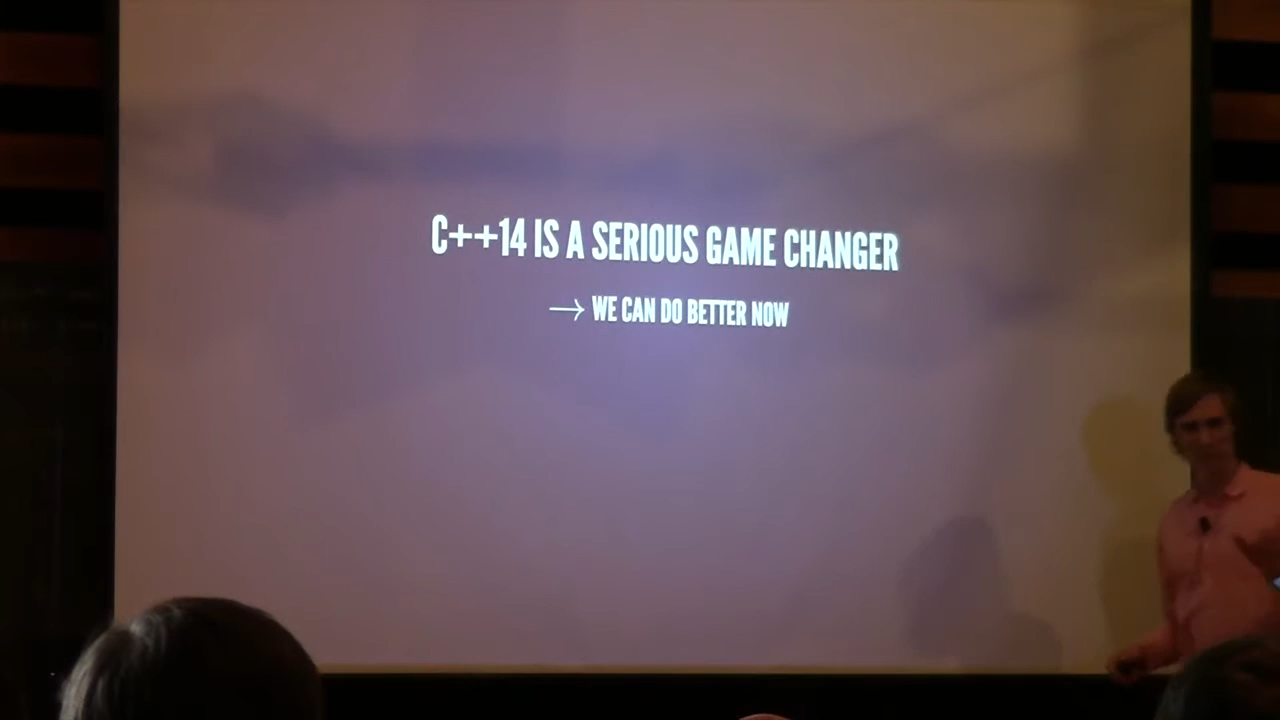 C++14 IS A SERIOUS GAME CHANGER
→ WE CAN DO BETTER NOW